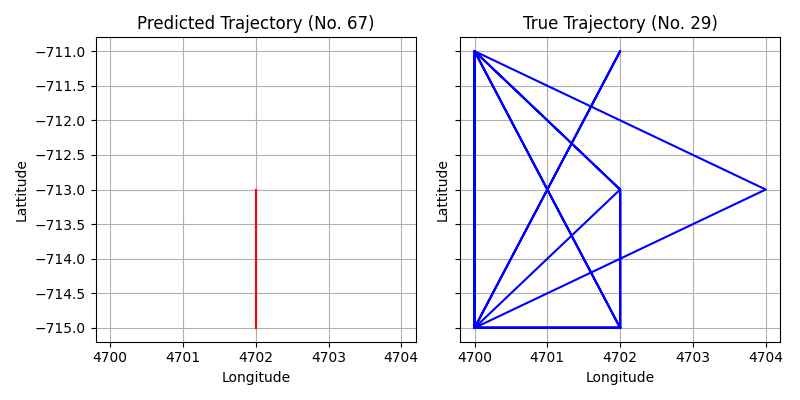 Predicted Trajectory (No. 67)
True Trajectory (No. 29)
Lattitude
−711.0
−711.5
−712.0
−712.5
−713.0
−713.5
−714.0
−714.5
−715.0
4700 4701 4702 4703 4704
Longitude
Lattitude
4700 4701 4702 4703 4704
Longitude